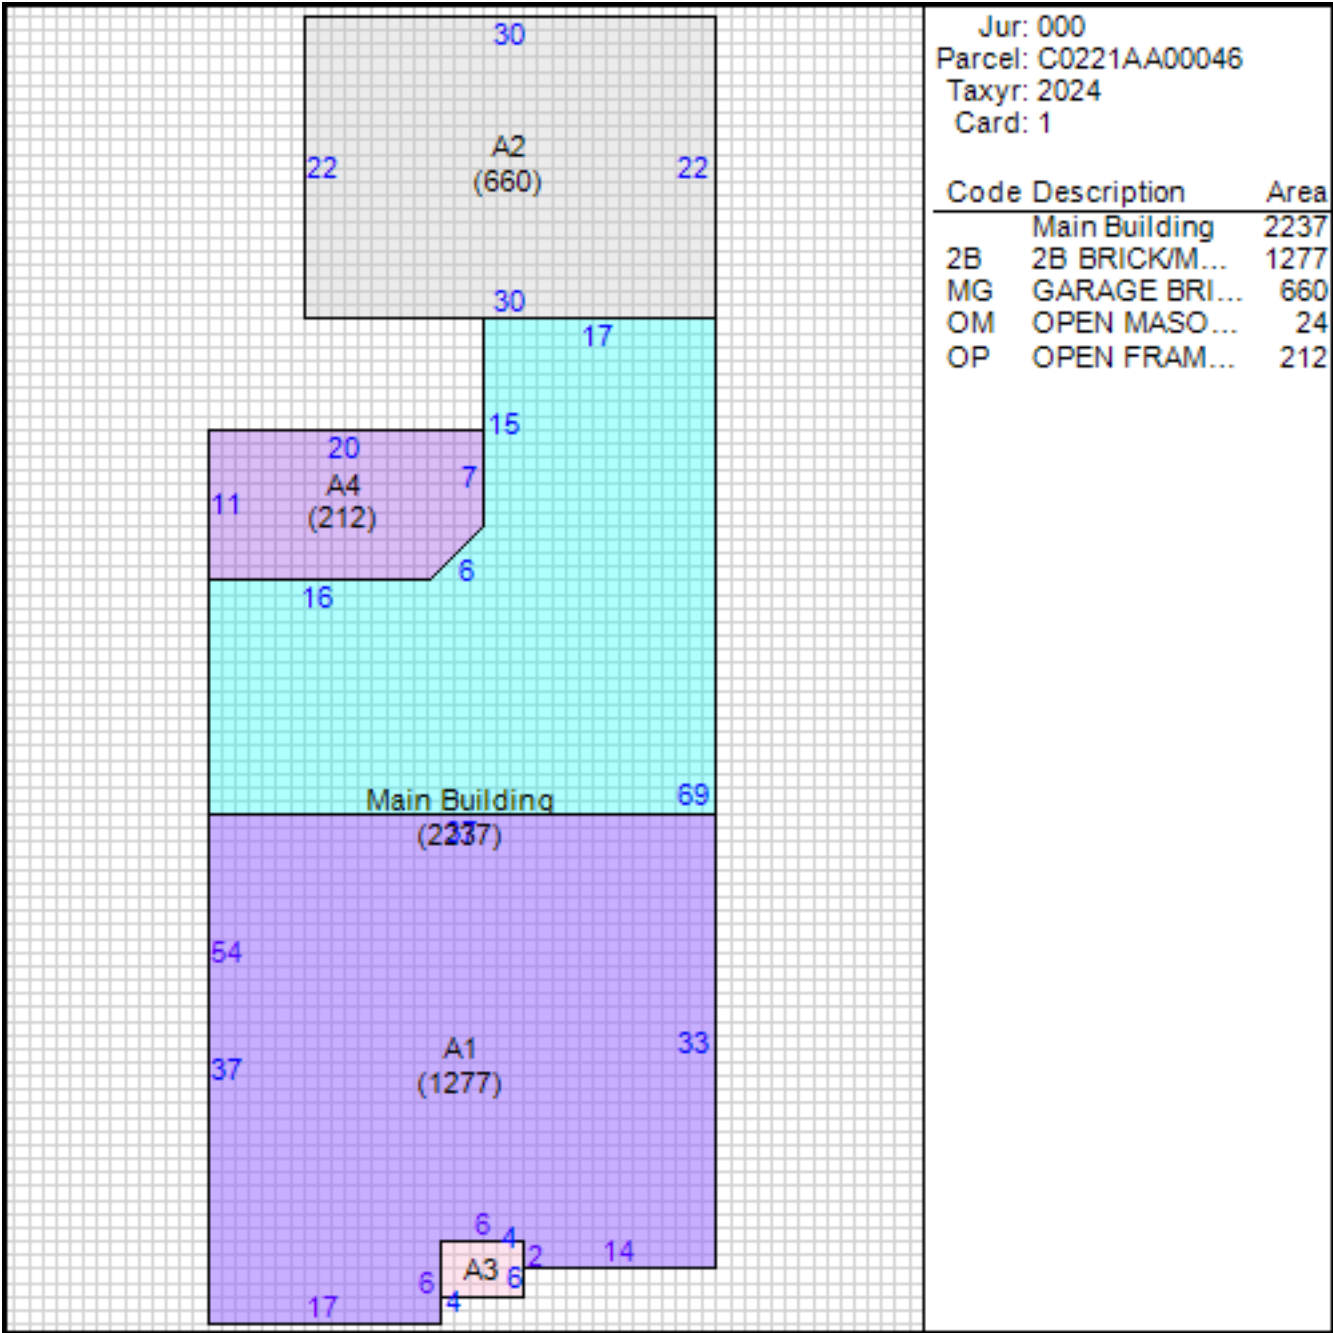 Jur: 000
Parcel: C0221AA00046
Taxyr: 2024
Card: 1
Code Description Area
Main Building 2237
2B 2B BRICK/M... 1277
MG GARAGE BRI... 660
OM OPEN MASO... 24
OP OPEN FRAM... 212
30
A2
22 (660) 22
30
17
15
20
7
A4
11
(212)
6
16
69
Main Building
(2237)
37
54
A1
33
37
(1277)
6
4
2
14
A3
6
6
4
17